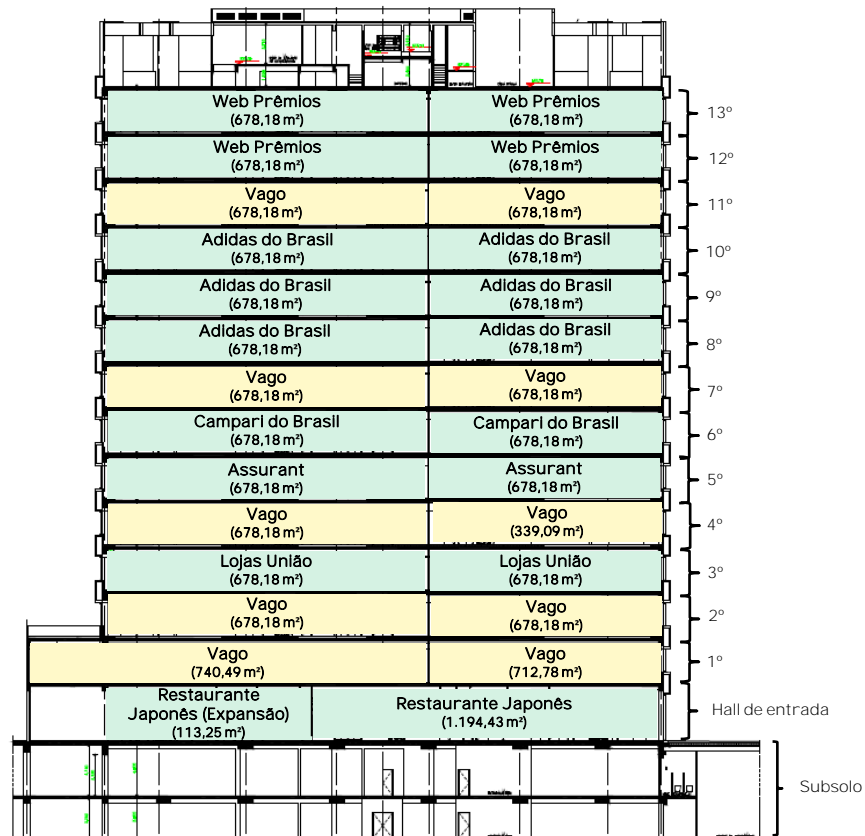 Web Prêmios
(678,18 m²)
Web Prêmios
(678,18 m²)
13º
Web Prêmios
(678,18 m²)
Web Prêmios
(678,18 m²)
12º
Vago
(678,18 m²)
Vago
(678,18 m²)
11º
Adidas do Brasil
(678,18 m²)
Adidas do Brasil
(678,18 m²)
10º
Adidas do Brasil
(678,18 m²)
Adidas do Brasil
(678,18 m²)
9º
Adidas do Brasil
(678,18 m²)
Adidas do Brasil
(678,18 m²)
8º
Vago
(678,18 m²)
Vago
(678,18 m²)
7º
Campari do Brasil
(678,18 m²)
Campari do Brasil
(678,18 m²)
6º
Assurant
(678,18 m²)
Assurant
(678,18 m²)
5º
Vago
(678,18 m²)
Vago
(339,09 m²)
4º
Lojas União
(678,18 m²)
Lojas União
(678,18 m²)
3º
Vago
(678,18 m²)
Vago
(678,18 m²)
2º
Vago
(740,49 m²)
Vago
(712,78 m²)
1º
Restaurante
Japonês (Expansão)
(113,25 m²)
Restaurante Japonês
(1.194,43 m²)
Hall de entrada
Subsolo